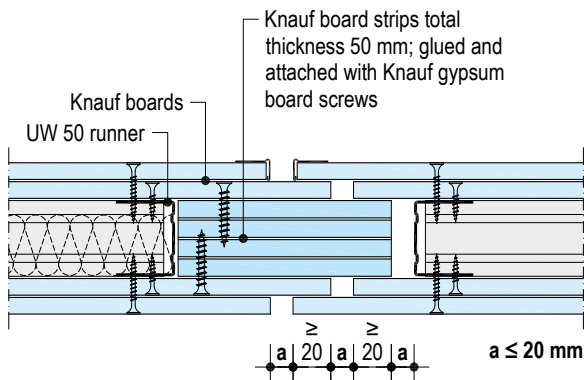 Knauf board strips total
thickness 50 mm; glued and
attached with Knauf gypsum
board screws
Knauf boards
UW 50 runner
≥ ≥
a 20 a 20 a
a ≤ 20 mm